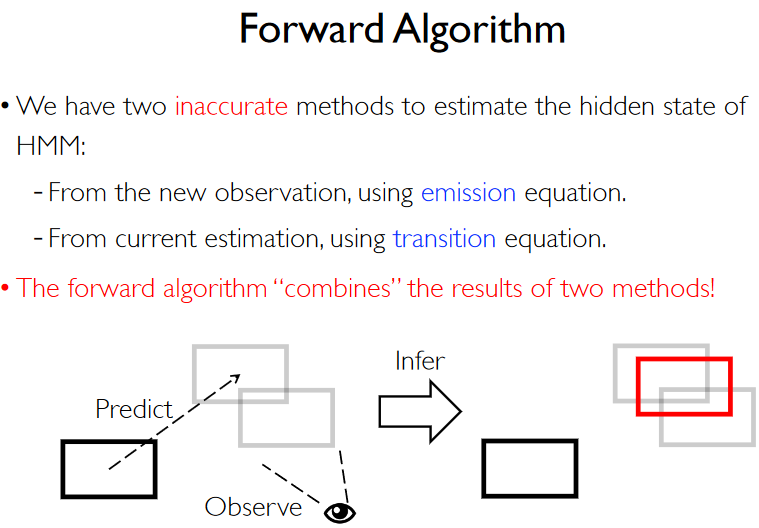 Forward Algorithm
• We have two inaccurate methods to estimate the hidden state of
HMM:
- From the new observation, using emission equation.
- From current estimation, using transition equation.
• The forward algorithm “combines” the results of two methods!
Infer
Predict
Observe